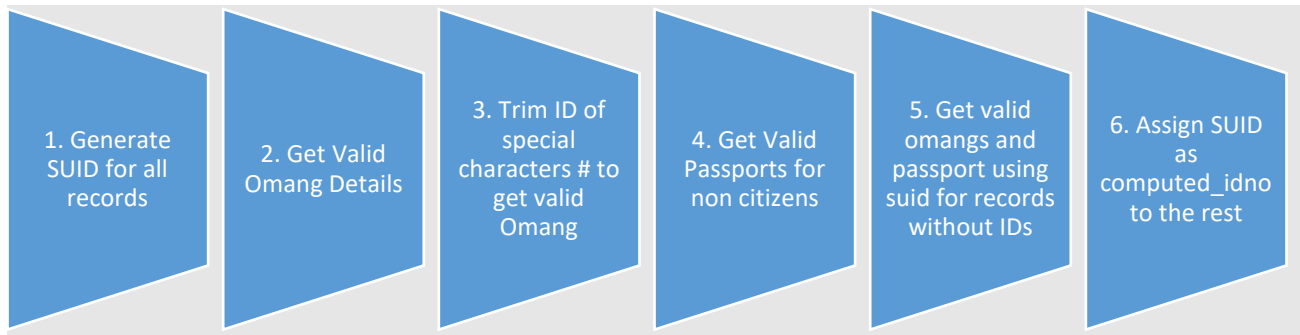 1. Generate
SUID for all
records
2. Get Valid
Omang Details
3. Trim ID of
special
characters # to
get valid
Omang
4. Get Valid
Passports for
non citizens
5. Get valid
omangs and
passport using
suid for records
without IDs
6. Assign SUID
as
computed_idno
to the rest